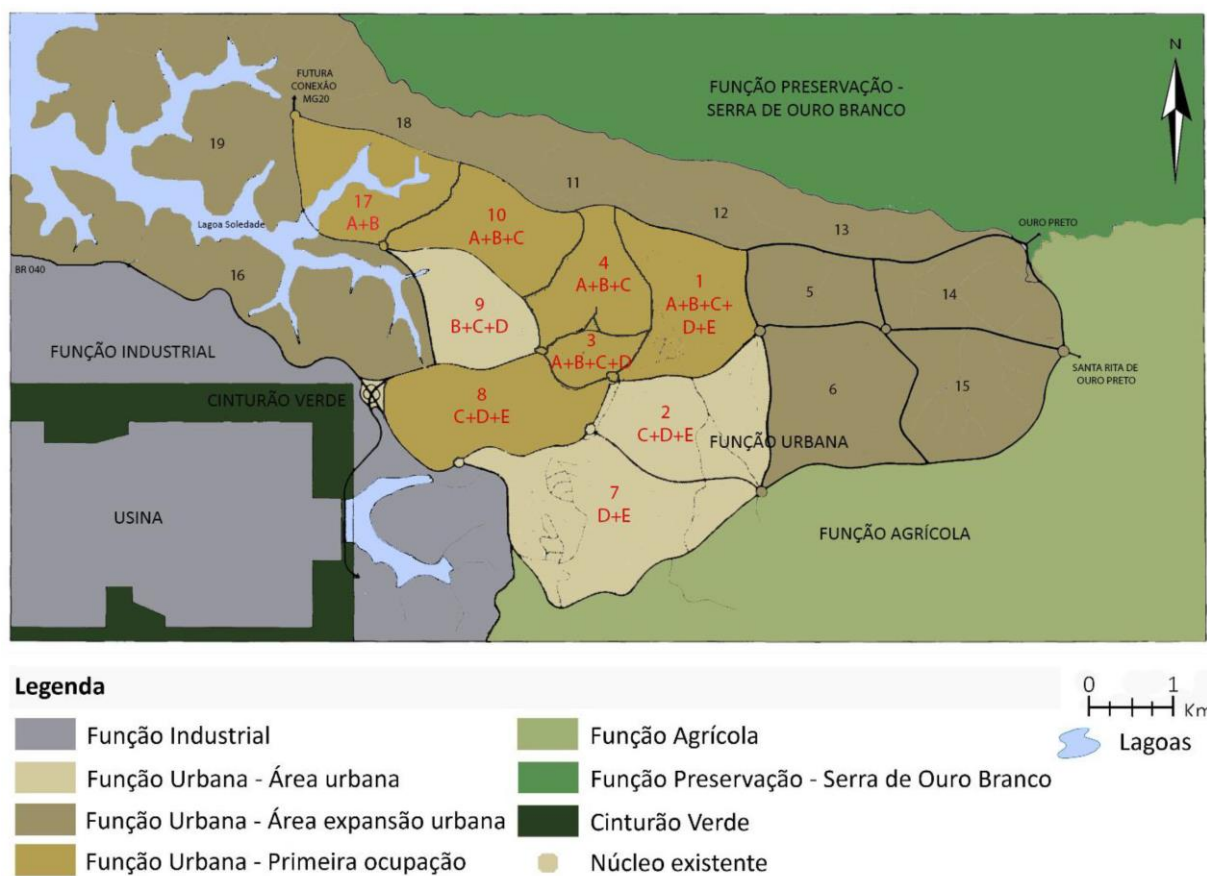 N
FUTURA
CONEXÃO
MG20
FUNÇÃO PRESERVAÇÃO -
SERRA DE OURO BRANCO
18
19
11
17
A+B
10
A+B+C
12
13
OURO PRETO
Lagoa Soledade
BR 040
16
4
A+B+C
1
A+B+C+
D+E
5
14
9
B+C+D
FUNÇÃO INDUSTRIAL
3
A+B+C+D
SANTA RITA DE
OURO PRETO
CINTURÃO VERDE
8
C+D+E
6
15
2
C+D+E
FUNÇÃO URBANA
7
D+E
USINA
FUNÇÃO AGRÍCOLA
Legenda
0 1
Km
Função Industrial
Função Urbana - Área urbana
Função Urbana - Área expansão urbana
Função Urbana - Primeira ocupação
Função Agrícola
Função Preservação - Serra de Ouro Branco
Cinturão Verde
Núcleo existente
Lagoas